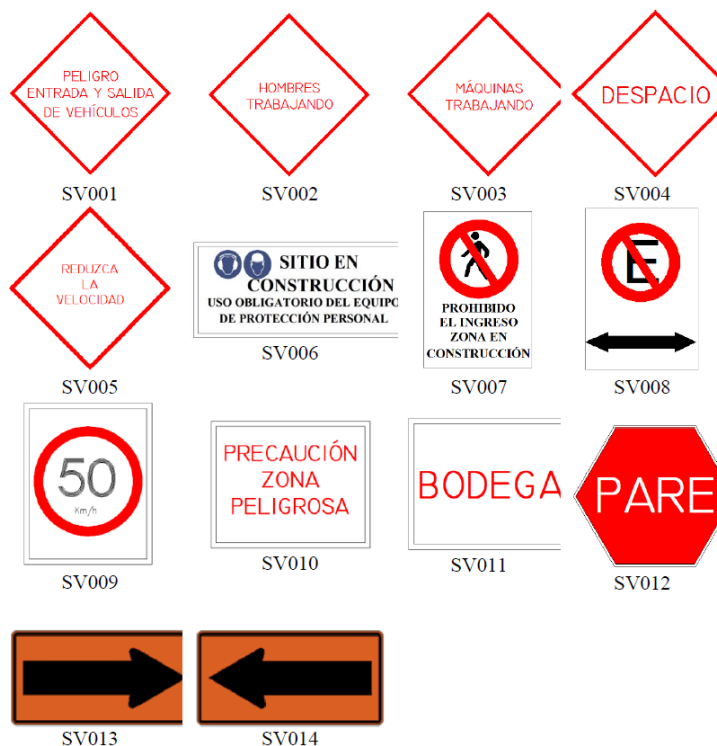 PELIGRO
ENTRADA Y SALIDA
DE VEHÍCULOS
SV001
HOMBRES
TRABAJANDO
SV002
MÁQUINAS
TRABAJANDO
SV003
DESPACIO
SV004
REDUZCA
LA
VELOCIDAD
SV005
SITIO EN
CONSTRUCCIÓN
USO OBLIGATORIO DEL EQUIPO
DE PROTECCIÓN PERSONAL
SV006
PROHIBIDO
EL INGRESO
ZONA EN
CONSTRUCCIÓN
SV007
E
SV008
50
Km/h
SV009
PRECAUCIÓN
ZONA
PELIGROSA
SV010
BODEGA
SV011
PARE
SV012
SV013
SV014